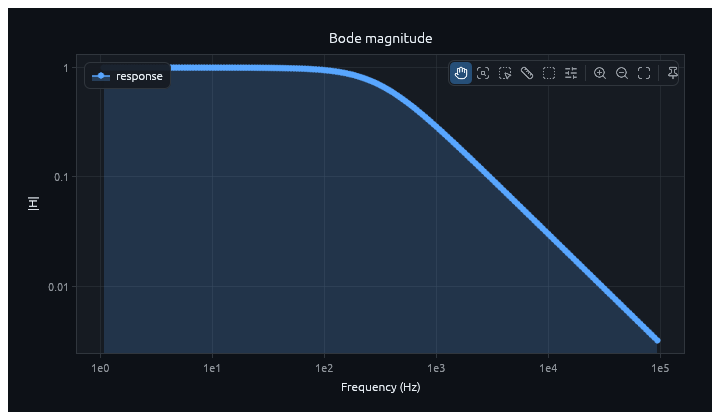 Bode magnitude
response
1
0.1
0.01
|H|
1e0
1e1
1e2
1e3
1e4
1e5
Frequency (Hz)